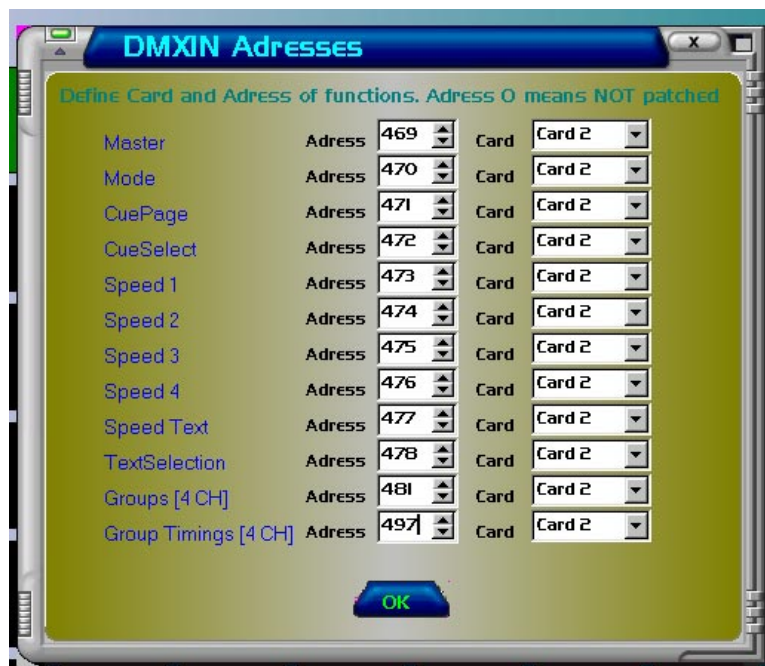 DMXIN Adresses
x
Define Card and Adress of functions. Adress 0 means NOT patched
Master Adress 469 Card Card 2
Mode Adress 470 Card Card 2
CuePage Adress 471 Card Card 2
CueSelect Adress 472 Card Card 2
Speed 1 Adress 473 Card Card 2
Speed 2 Adress 474 Card Card 2
Speed 3 Adress 475 Card Card 2
Speed 4 Adress 476 Card Card 2
Speed Text Adress 477 Card Card 2
TextSelection Adress 478 Card Card 2
Groups [4 CH] Adress 481 Card Card 2
Group Timings [4 CH] Adress 497 Card Card 2
OK